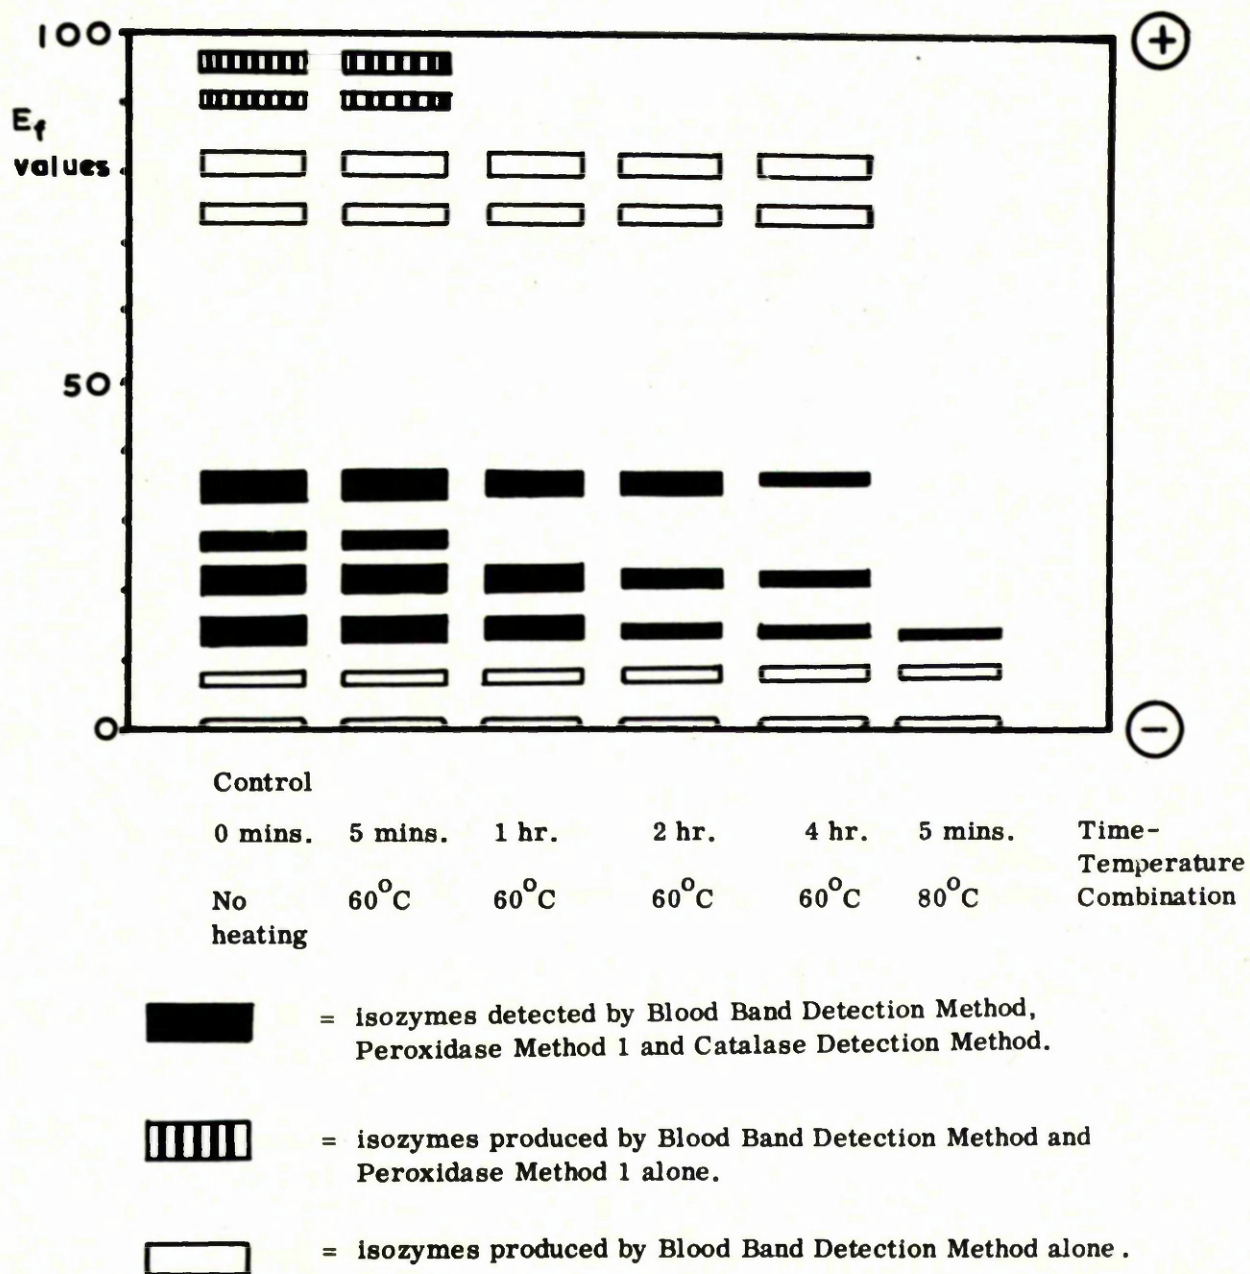 100
+
Ef
values
50
0
−
Control
0 mins. 5 mins. 1 hr. 2 hr. 4 hr. 5 mins. Time-
Temperature
No 60°C 60°C 60°C 60°C 80°C Combination
heating
= isozymes detected by Blood Band Detection Method,
Peroxidase Method 1 and Catalase Detection Method.
= isozymes produced by Blood Band Detection Method and
Peroxidase Method 1 alone.
= isozymes produced by Blood Band Detection Method alone.